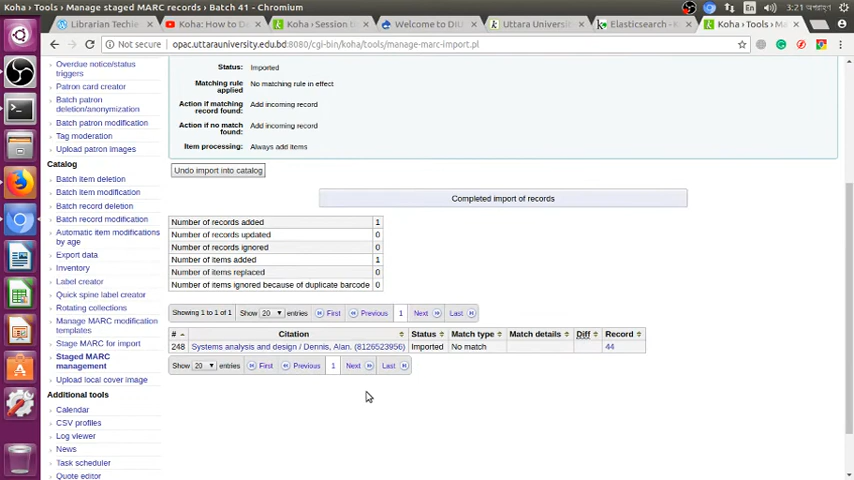 Koha › Tools › Manage staged MARC records › Batch 41 - Chromium
En
3:21 অপরাহ্ণ
Librarian Techie
Koha: How to D
Koha › Session t
Welcome to DIU
Uttara Universi
Elasticsearch -
Koha › Tools › M
Not secure | opac.uttarauniversity.edu.bd:8080/cgi-bin/koha/tools/manage-marc-import.pl
Overdue notice/status
triggers
Patron card creator
Batch patron
deletion/anonymization
Batch patron modification
Tag moderation
Upload patron images
Catalog
Batch item deletion
Batch item modification
Batch record deletion
Batch record modification
Automatic item modifications
by age
Export data
Inventory
Label creator
Quick spine label creator
Rotating collections
Manage MARC modification
templates
Stage MARC for import
Staged MARC
management
Upload local cover image
Additional tools
Calendar
CSV profiles
Log viewer
News
Task scheduler
Quote editor
Status: Imported
Matching rule
applied
No matching rule in effect
Action if matching
record found:
Add incoming record
Action if no match
found:
Add incoming record
Item processing: Always add items
Undo import into catalog
Completed import of records
Number of records added 1
Number of records updated 0
Number of records ignored 0
Number of items added 1
Number of items replaced 0
Number of items ignored because of duplicate barcode 0
Showing 1 to 1 of 1 Show 20 entries First Previous 1 Next Last
# Citation Status Match type Match details Diff Record
248 Systems analysis and design / Dennis, Alan. (8126523956) Imported No match 44
Show 20 entries First Previous 1 Next Last